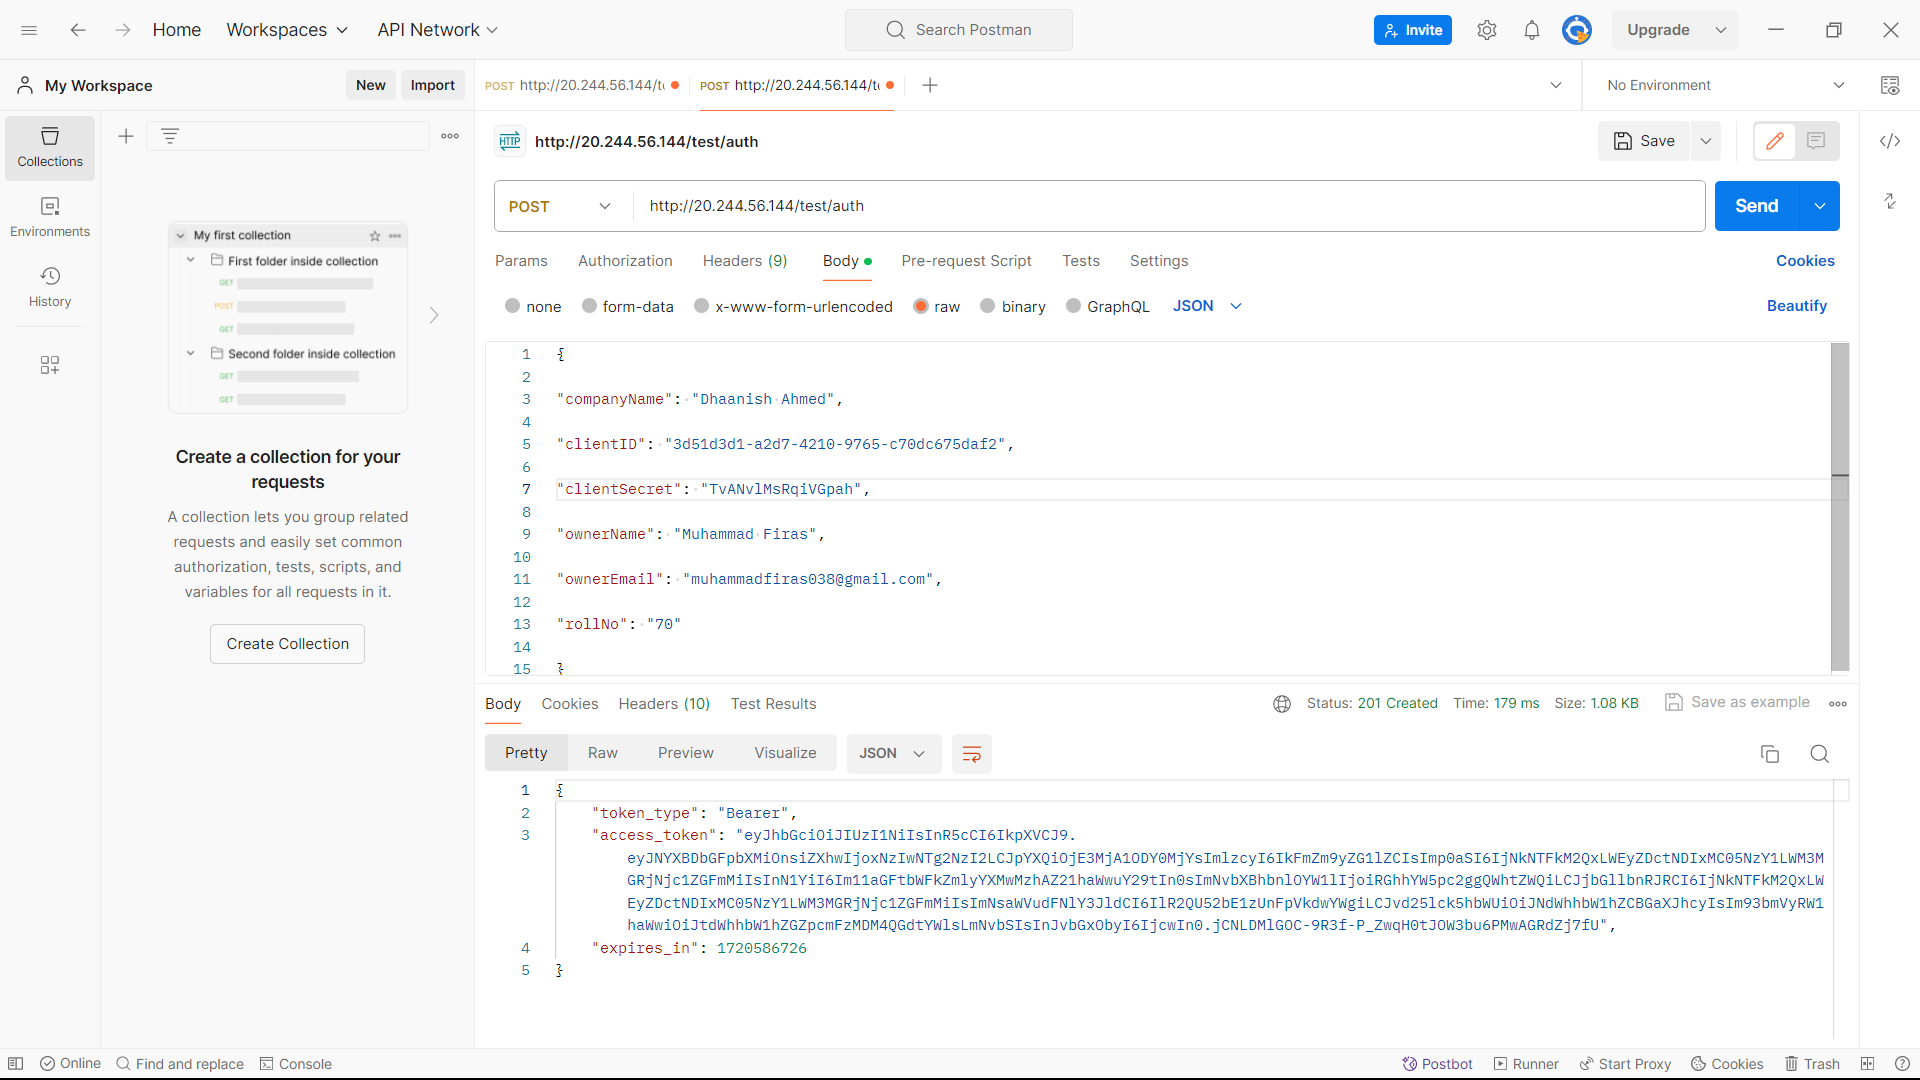 Home
Workspaces
API Network
Search Postman
Invite
Upgrade
My Workspace
New
Import
POST http://20.244.56.144/t
POST http://20.244.56.144/t
No Environment
Collections
Environments
History
My first collection
First folder inside collection
GET
POST
GET
Second folder inside collection
GET
GET
Create a collection for your
requests
A collection lets you group related
requests and easily set common
authorization, tests, scripts, and
variables for all requests in it.
Create Collection
HTTP http://20.244.56.144/test/auth
Save
POST
http://20.244.56.144/test/auth
Send
Params
Authorization
Headers (9)
Body
Pre-request Script
Tests
Settings
Cookies
none
form-data
x-www-form-urlencoded
raw
binary
GraphQL
JSON
Beautify
1 {
2
3 "companyName": "Dhaanish Ahmed",
4
5 "clientID": "3d51d3d1-a2d7-4210-9765-c70dc675daf2",
6
7 "clientSecret": "TvANvlMsRqiVGpah",
8
9 "ownerName": "Muhammad Firas",
10
11 "ownerEmail": "muhammadfiras038@gmail.com",
12
13 "rollNo": "70"
14
15 }
Body
Cookies
Headers (10)
Test Results
Status: 201 Created
Time: 179 ms
Size: 1.08 KB
Save as example
Pretty
Raw
Preview
Visualize
JSON
1 {
2 "token_type": "Bearer",
3 "access_token": "eyJhbGciOiJIUzI1NiIsInR5cCI6IkpXVCJ9.
eyJNYXBDbGFpbXMiOnsiZXhwIjoxNzIwNTg2NzI2LCJpYXQiOjE3MjA1ODY0MjYsImlzcyI6IkFmZm9yZG1lZCIsImp0aSI6IjNkNTFkM2QxLWEyZDctNDIxMC05NzY1LWM3M
GRjNjc1ZGFmMiIsInN1YiI6Im11aGFtbWFkZmlyYXMwMzhAZ21haWwuY29tIn0sImNvbXBhbnlOYW1lIjoiRGhhYW5pc2ggQWhtZWQiLCJjbGllbnRJRCI6IjNkNTFkM2QxLW
EyZDctNDIxMC05NzY1LWM3MGRjNjc1ZGFmMiIsImNsaWVudFNlY3JldCI6IlR2QU52bE1zUnFpVkdwYWgiLCJvd25lck5hbWUiOiJNdWhhbW1hZCBGaXJhcyIsIm93bmVyRW1
haWwiOiJtdWhhbW1hZGZpcmFzMDM4QGdtYWlsLmNvbSIsInJvbGxObyI6IjcwIn0.jCNLDMlGOC-9R3f-P_ZwqH0tJOW3bu6PMwAGRdZj7fU",
4 "expires_in": 1720586726
5 }
Online
Find and replace
Console
Postbot
Runner
Start Proxy
Cookies
Trash